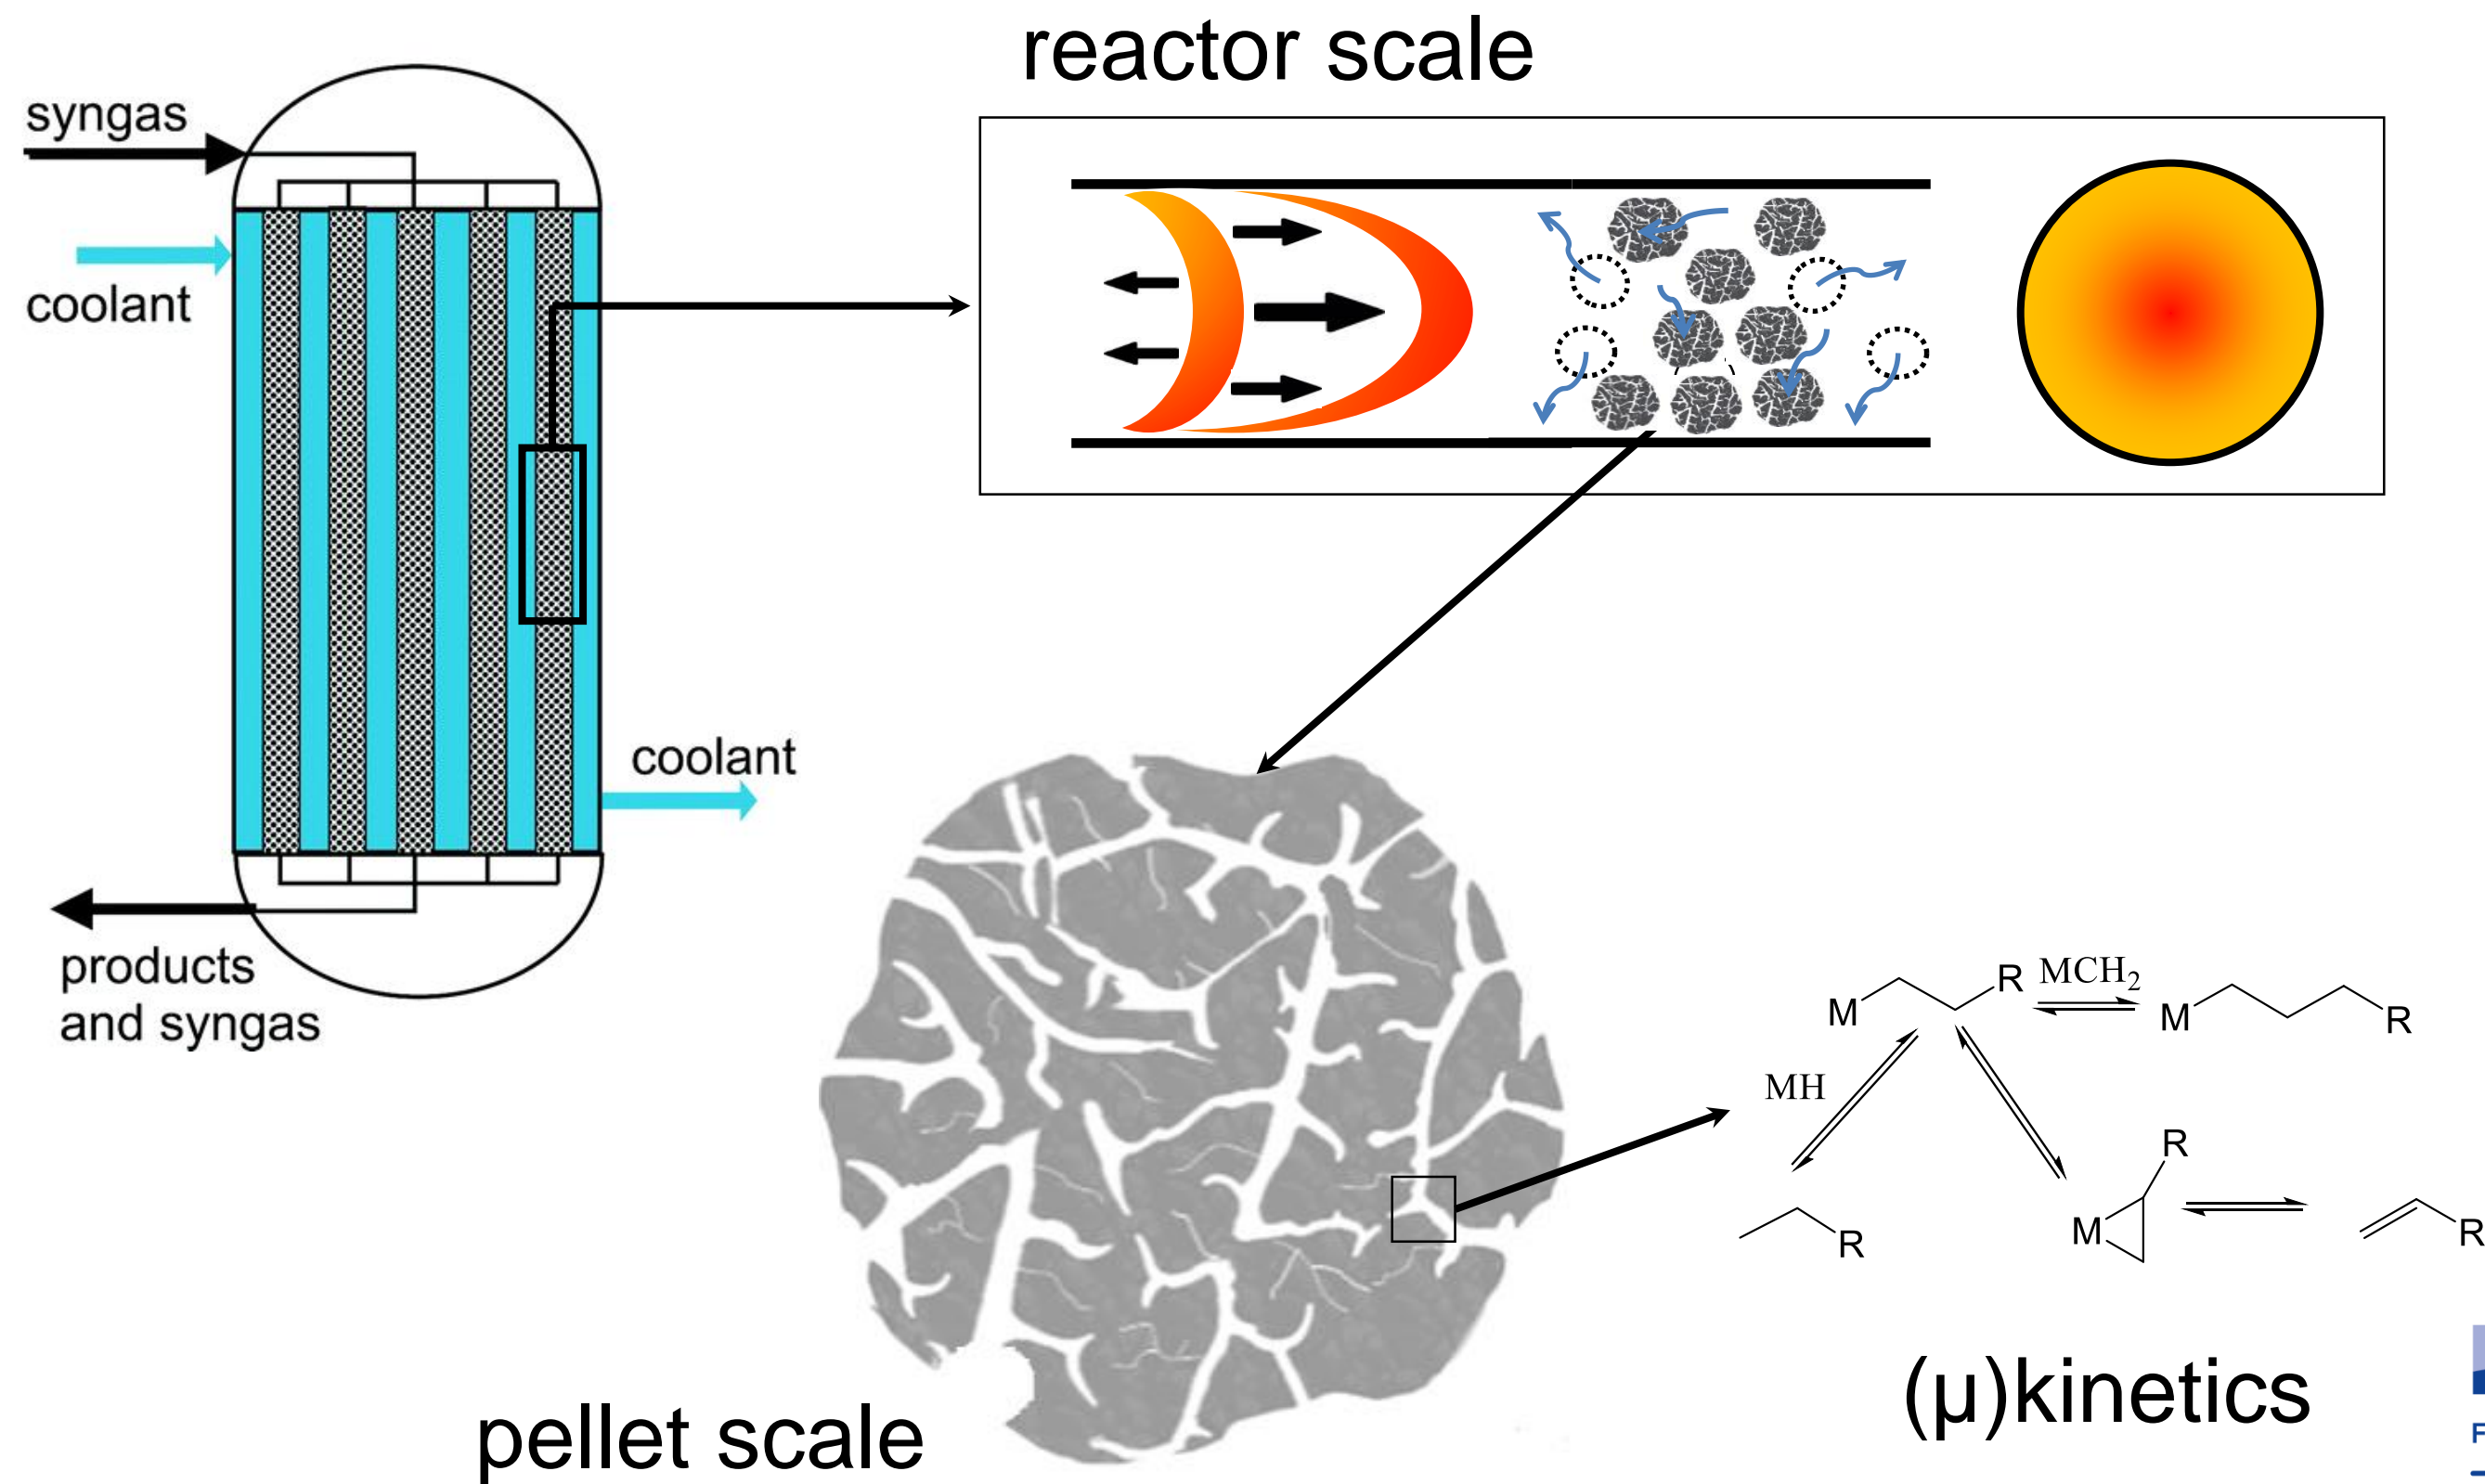 reactor scale
syngas
coolant
coolant
products
and syngas
M
R
MCH₂
M
R
MH
R
R
M
R
(μ)kinetics
pellet scale